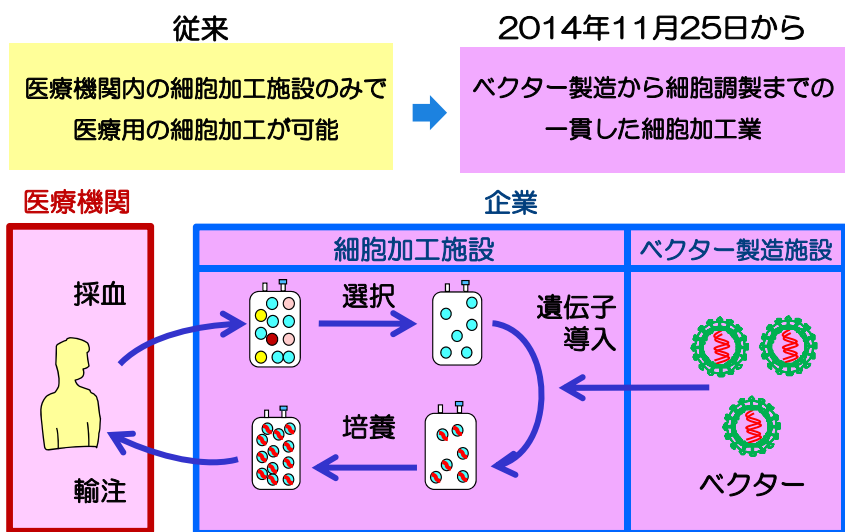 従来
2014年11月25日から
医療機関内の細胞加工施設のみで
医療用の細胞加工が可能
ベクター製造から細胞調製までの
一貫した細胞加工業
医療機関
企業
細胞加工施設
ベクター製造施設
採血
選択
遺伝子
導入
培養
輸注
ベクター